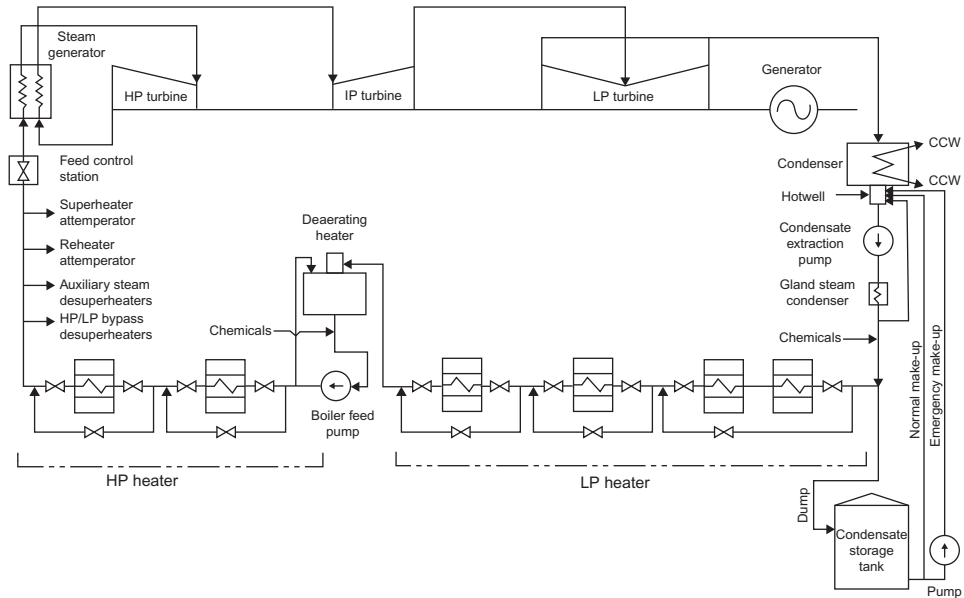 Steam
generator
HP turbine
IP turbine
LP turbine
Generator
Condenser
CCW
CCW
Hotwell
Feed control
station
Superheater
attemperator
Reheater
attemperator
Auxiliary steam
desuperheaters
HP/LP bypass
desuperheaters
Deaerating
heater
Chemicals
Boiler feed
pump
Condensate
extraction
pump
Gland steam
condenser
Chemicals
Normal make-up
Emergency make-up
HP heater
LP heater
Dump
Condensate
storage
tank
Pump